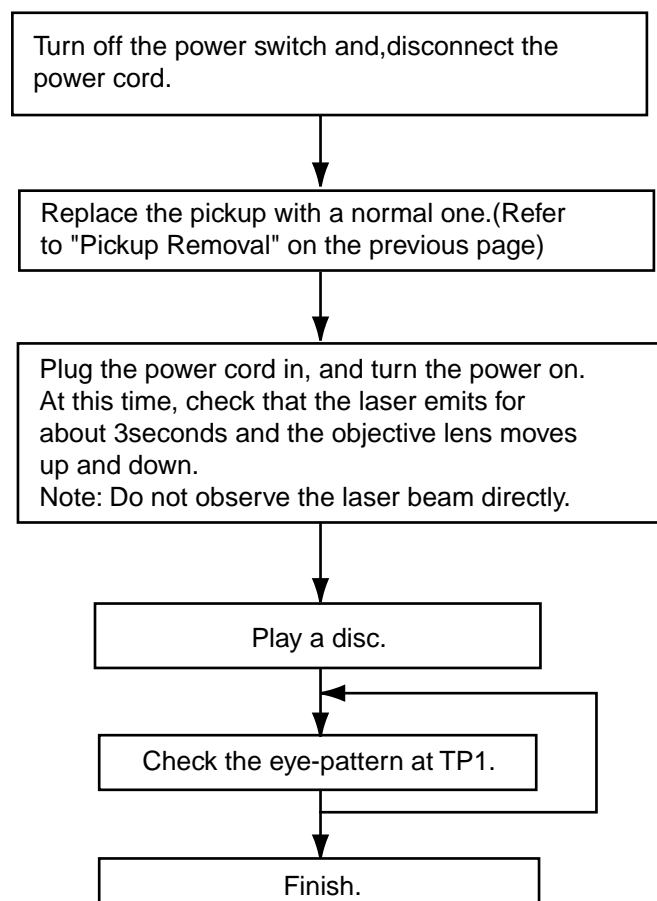 Turn off the power switch and,disconnect the
power cord.
Replace the pickup with a normal one.(Refer
to "Pickup Removal" on the previous page)
Plug the power cord in, and turn the power on.
At this time, check that the laser emits for
about 3seconds and the objective lens moves
up and down.
Note: Do not observe the laser beam directly.
Play a disc.
Check the eye-pattern at TP1.
Finish.